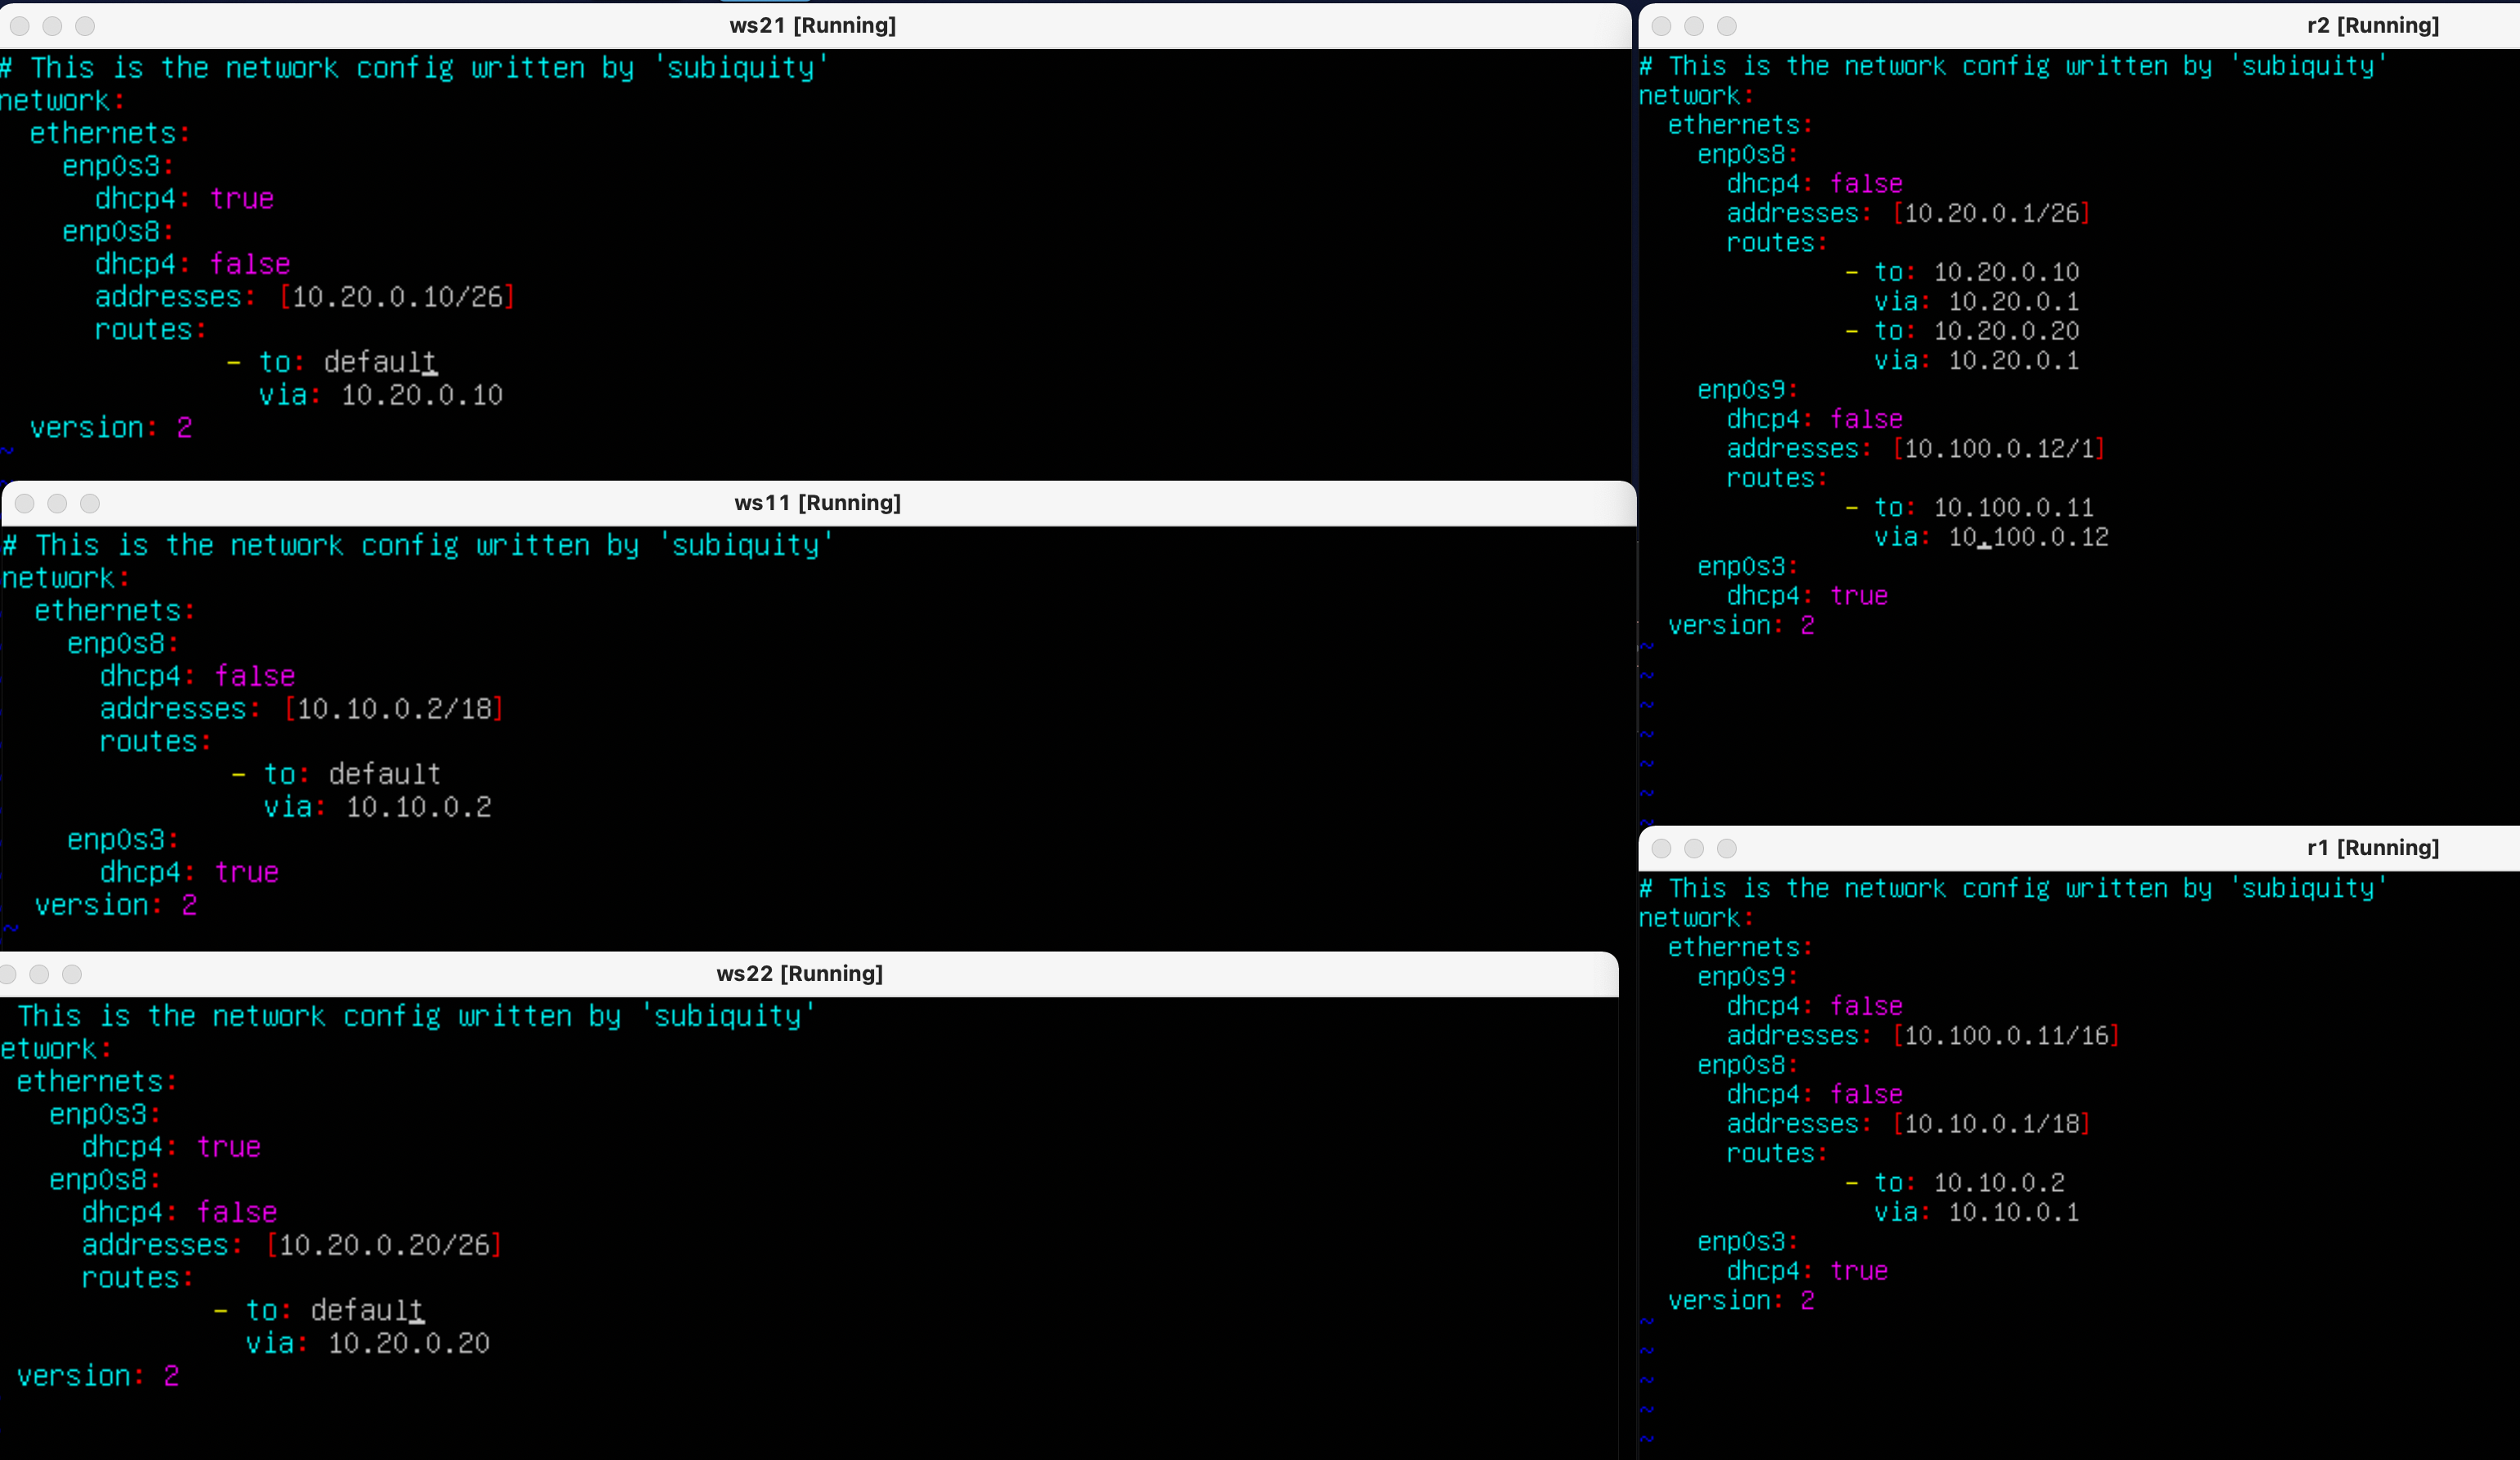 ws21 [Running]
# This is the network config written by 'subiquity'
network:
  ethernets:
    enp0s3:
      dhcp4: true
    enp0s8:
      dhcp4: false
      addresses: [10.20.0.10/26]
      routes:
              - to: default
                via: 10.20.0.10
  version: 2
~
ws11 [Running]
# This is the network config written by 'subiquity'
network:
  ethernets:
    enp0s8:
      dhcp4: false
      addresses: [10.10.0.2/18]
      routes:
              - to: default
                via: 10.10.0.2
    enp0s3:
      dhcp4: true
  version: 2
~
ws22 [Running]
 This is the network config written by 'subiquity'
etwork:
 ethernets:
   enp0s3:
     dhcp4: true
   enp0s8:
     dhcp4: false
     addresses: [10.20.0.20/26]
     routes:
             - to: default
               via: 10.20.0.20
 version: 2
r2 [Running]
# This is the network config written by 'subiquity'
network:
  ethernets:
    enp0s8:
      dhcp4: false
      addresses: [10.20.0.1/26]
      routes:
              - to: 10.20.0.10
                via: 10.20.0.1
              - to: 10.20.0.20
                via: 10.20.0.1
    enp0s9:
      dhcp4: false
      addresses: [10.100.0.12/1]
      routes:
              - to: 10.100.0.11
                via: 10.100.0.12
    enp0s3:
      dhcp4: true
  version: 2
~
~
~
~
~
~
~
r1 [Running]
# This is the network config written by 'subiquity'
network:
  ethernets:
    enp0s9:
      dhcp4: false
      addresses: [10.100.0.11/16]
    enp0s8:
      dhcp4: false
      addresses: [10.10.0.1/18]
      routes:
              - to: 10.10.0.2
                via: 10.10.0.1
    enp0s3:
      dhcp4: true
  version: 2
~
~
~
~
~